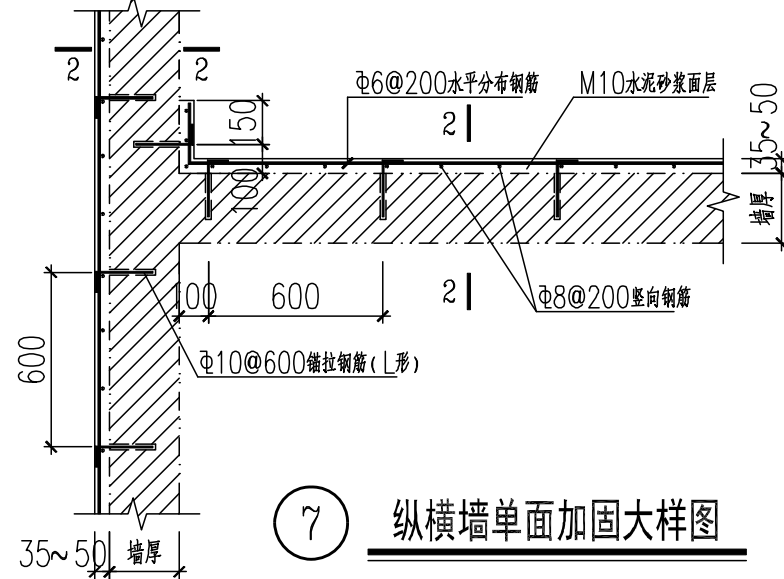 2
2
Φ6@200水平分布钢筋
M10水泥砂浆面层
150
2
35~50
100
墙厚
100
600
2
Φ8@200竖向钢筋
600
Φ10@600锚拉钢筋(L形)
7
纵横墙单面加固大样图
35~50
墙厚